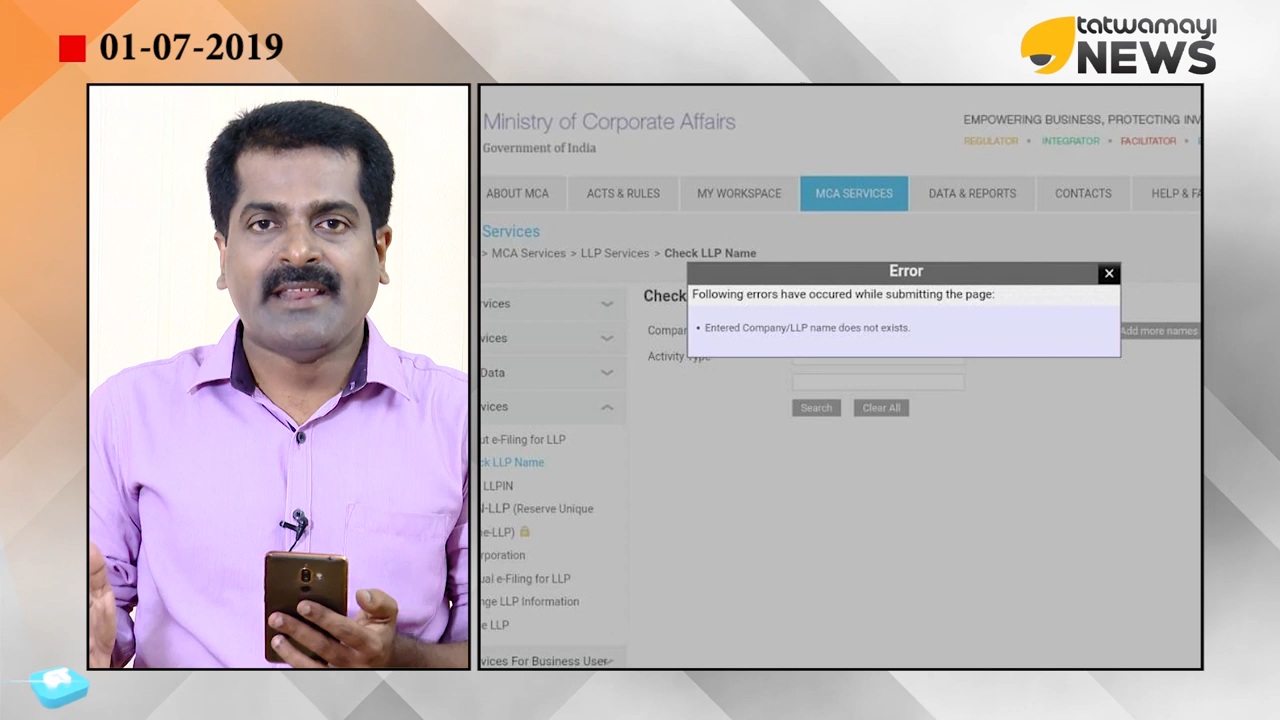 01-07-2019
tatwamayi
NEWS
Ministry of Corporate Affairs
Government of India
EMPOWERING BUSINESS, PROTECTING INV
REGULATOR • INTEGRATOR • FACILITATOR •
ABOUT MCA
ACTS & RULES
MY WORKSPACE
MCA SERVICES
DATA & REPORTS
CONTACTS
HELP & FA
Services
> MCA Services > LLP Services > Check LLP Name
Error
Following errors have occured while submitting the page:
• Entered Company/LLP name does not exists.
Check
Compan
Add more names
Activity Type
Search
Clear All
rvices
vices
Data
vices
ut e-Filing for LLP
ck LLP Name
LLPIN
N-LLP (Reserve Unique
e-LLP)
rporation
ual e-Filing for LLP
nge LLP Information
e LLP
vices For Business User